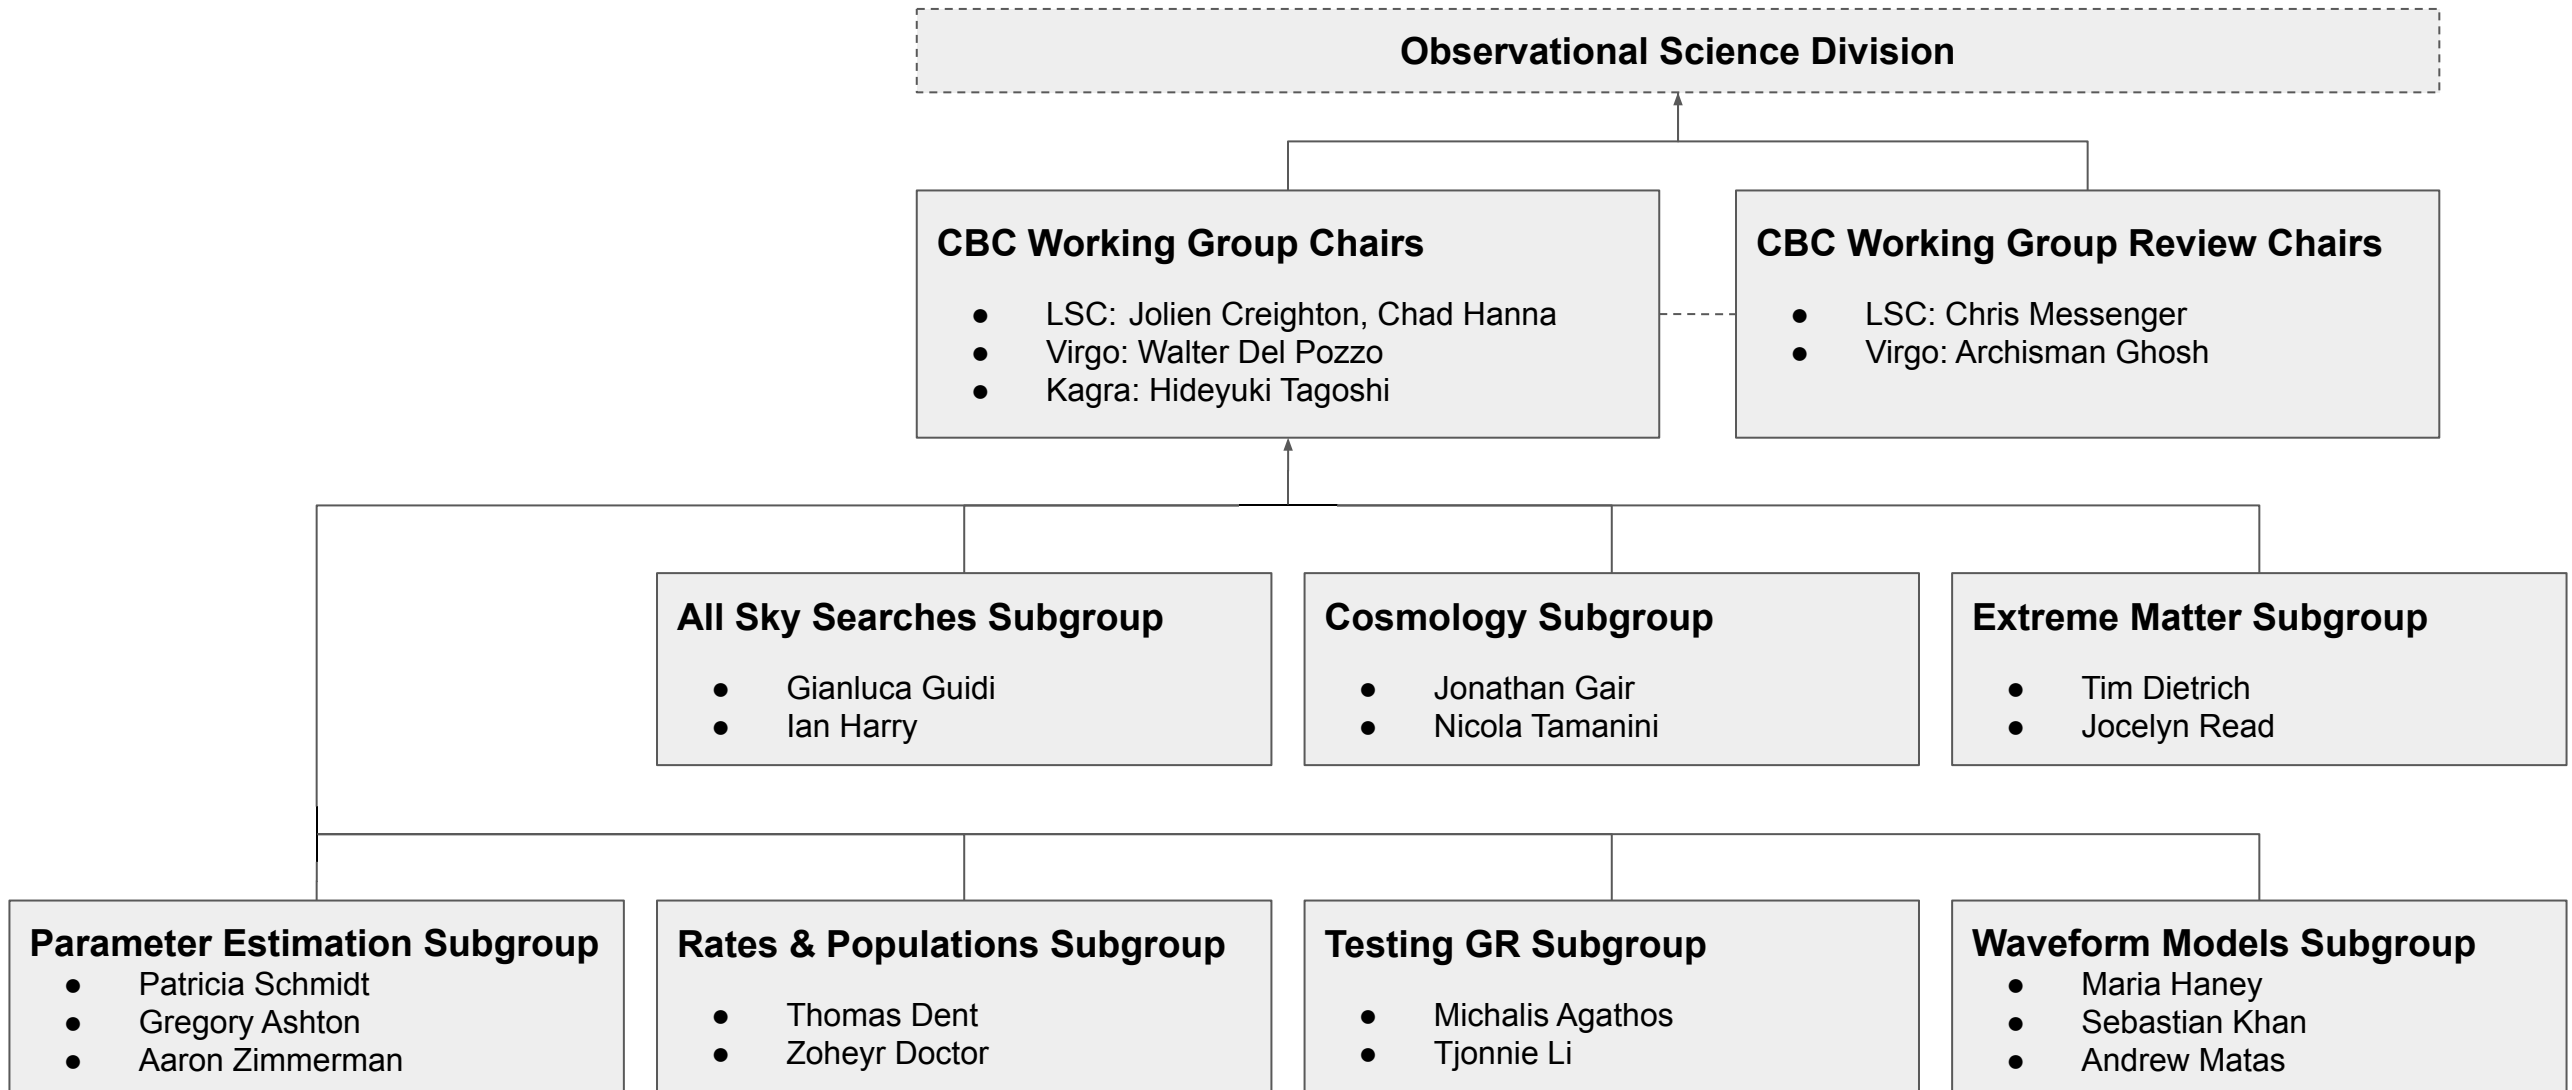 Observational Science Division
CBC Working Group Chairs
● LSC: Jolien Creighton, Chad Hanna
● Virgo: Walter Del Pozzo
● Kagra: Hideyuki Tagoshi
CBC Working Group Review Chairs
● LSC: Chris Messenger
● Virgo: Archisman Ghosh
All Sky Searches Subgroup
● Gianluca Guidi
● Ian Harry
Cosmology Subgroup
● Jonathan Gair
● Nicola Tamanini
Extreme Matter Subgroup
● Tim Dietrich
● Jocelyn Read
Parameter Estimation Subgroup
● Patricia Schmidt
● Gregory Ashton
● Aaron Zimmerman
Rates & Populations Subgroup
● Thomas Dent
● Zoheyr Doctor
Testing GR Subgroup
● Michalis Agathos
● Tjonnie Li
Waveform Models Subgroup
● Maria Haney
● Sebastian Khan
● Andrew Matas